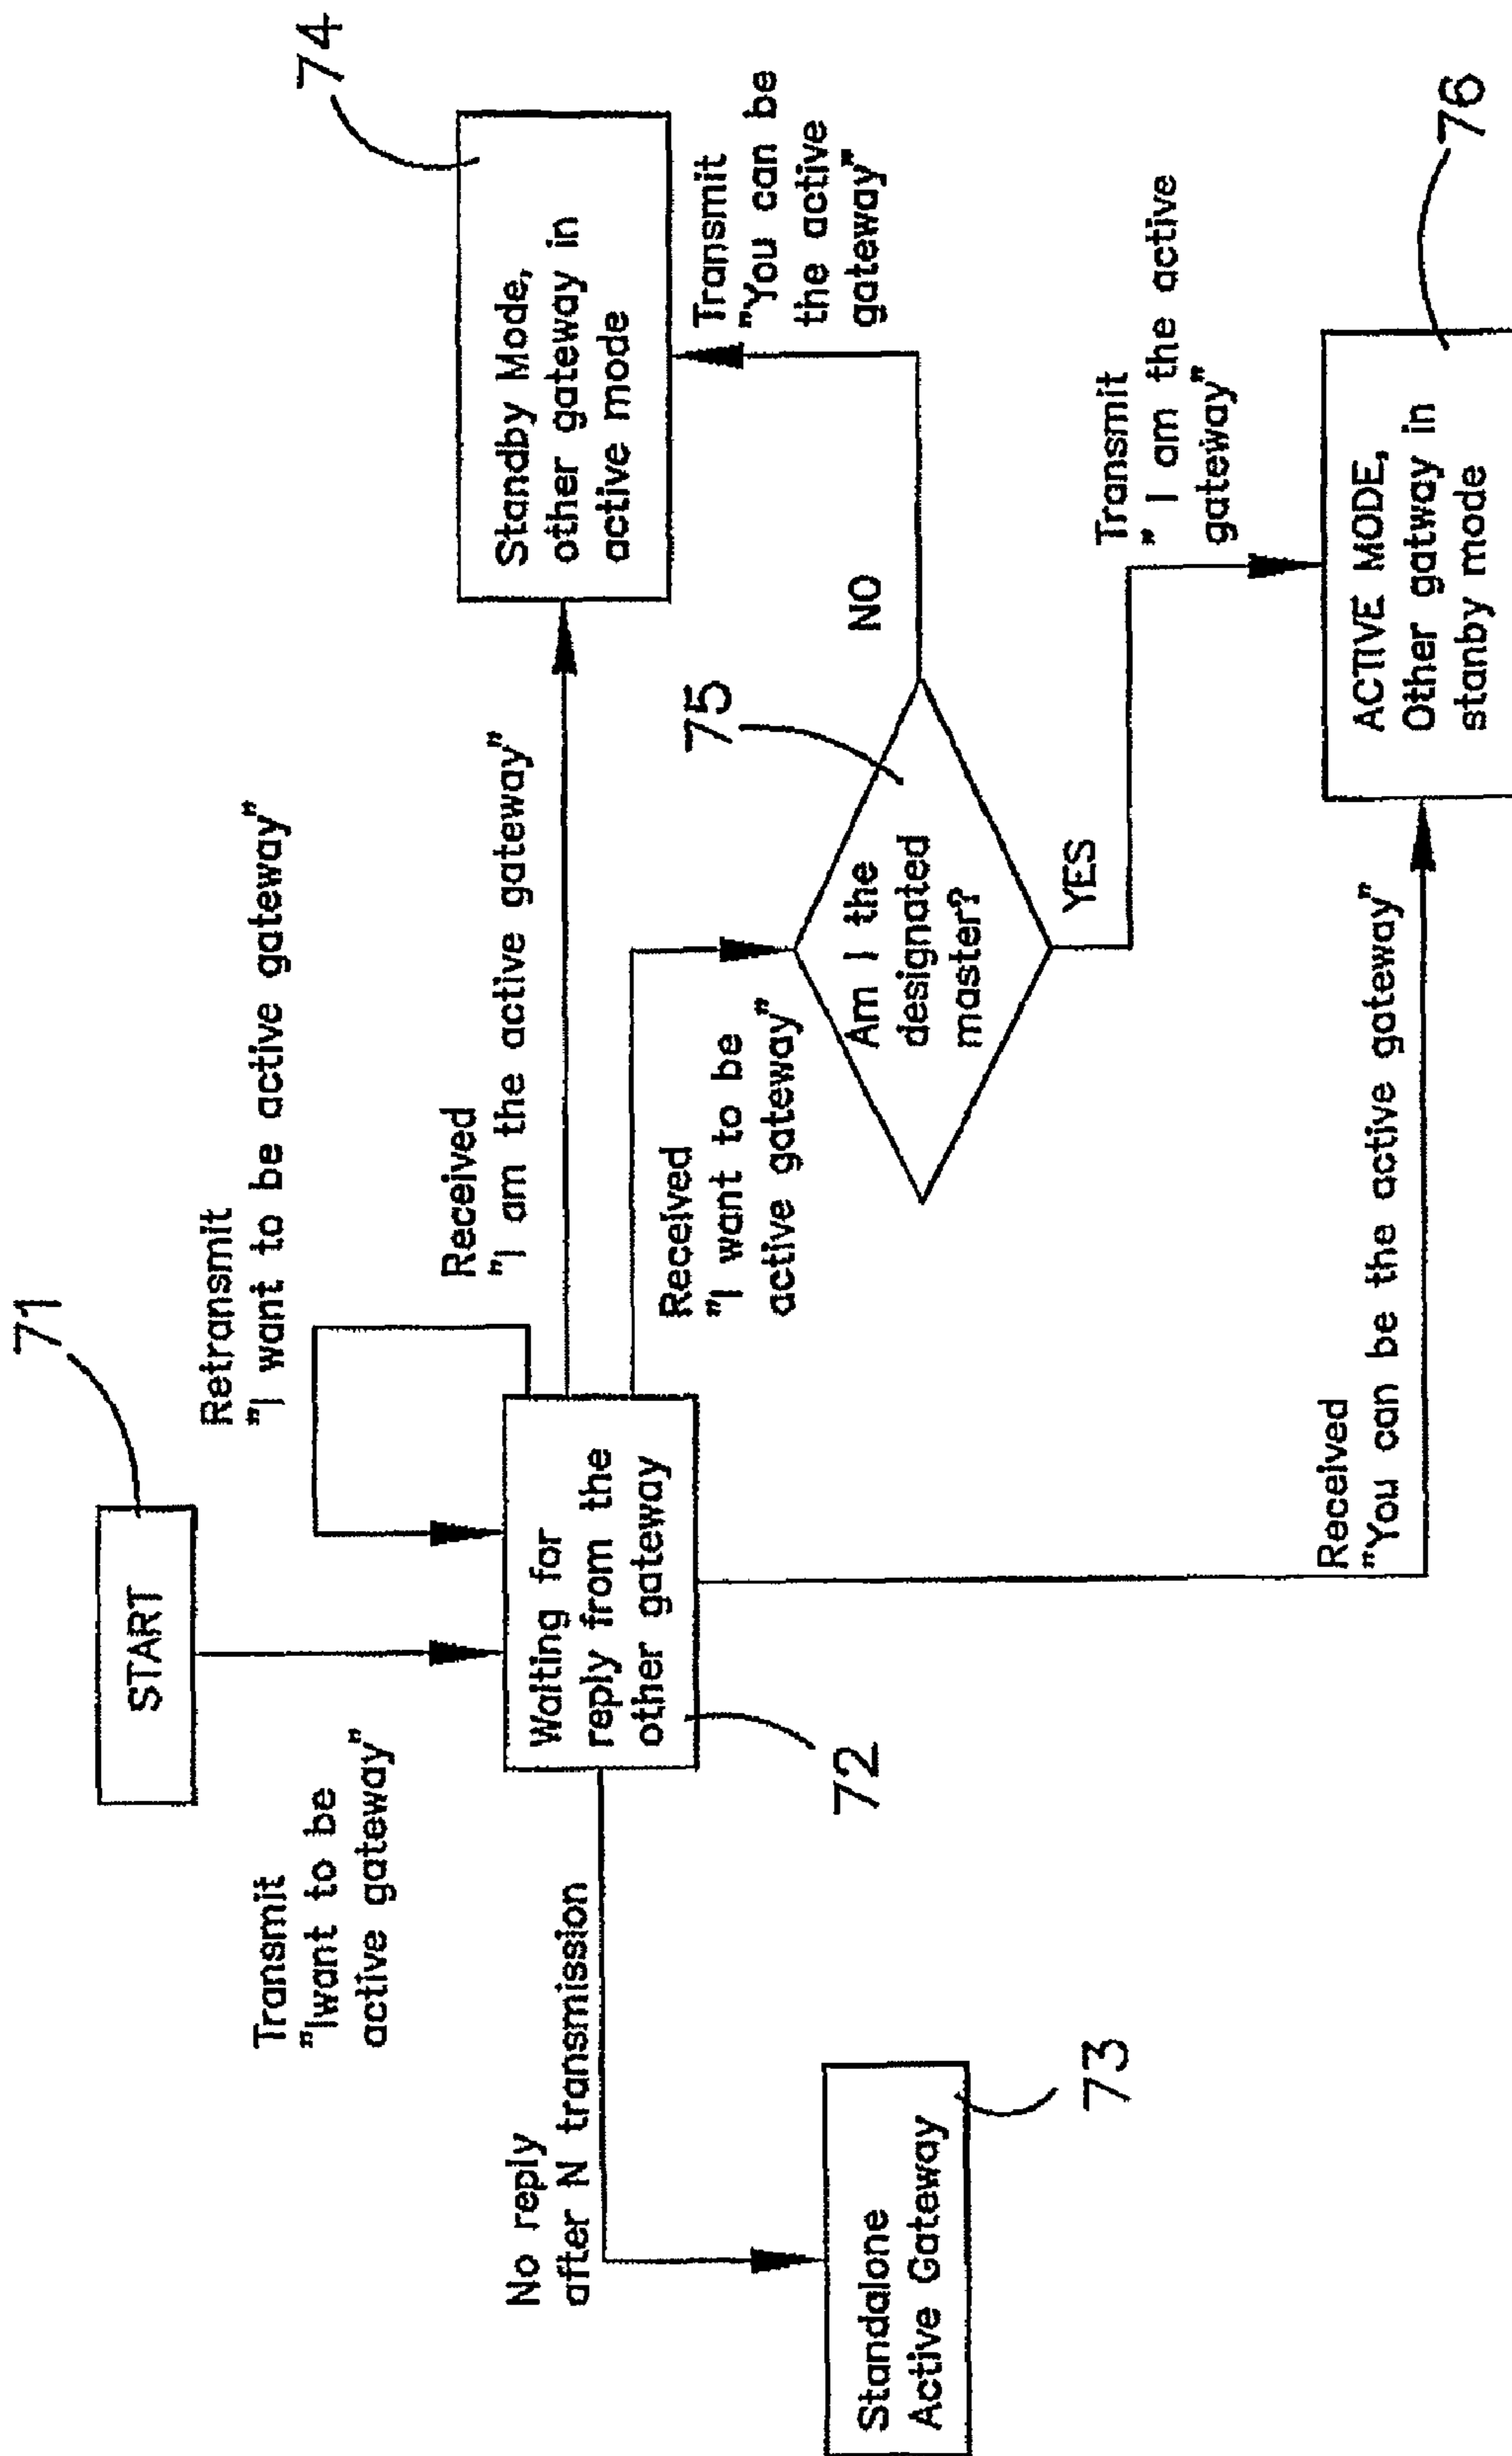 71
START
Transmit
"Iwant to be
active gateway"
Retransmit
"I want to be active gateway"
74
Standby Mode,
other gateway in
active mode
Received
"I am the active gateway"
Waiting for
reply from the
other gateway
72
No reply
after N transmission
Standalone
Active Gateway
73
Received
"I want to be
active gateway"
75
Am I the
designated
master?
NO
Transmit
"You can be
the active
gateway"
YES
Transmit
" I am the active
gateway"
Received
"You can be the active gateway"
ACTIVE MODE,
Other gatway in
stanby mode
76